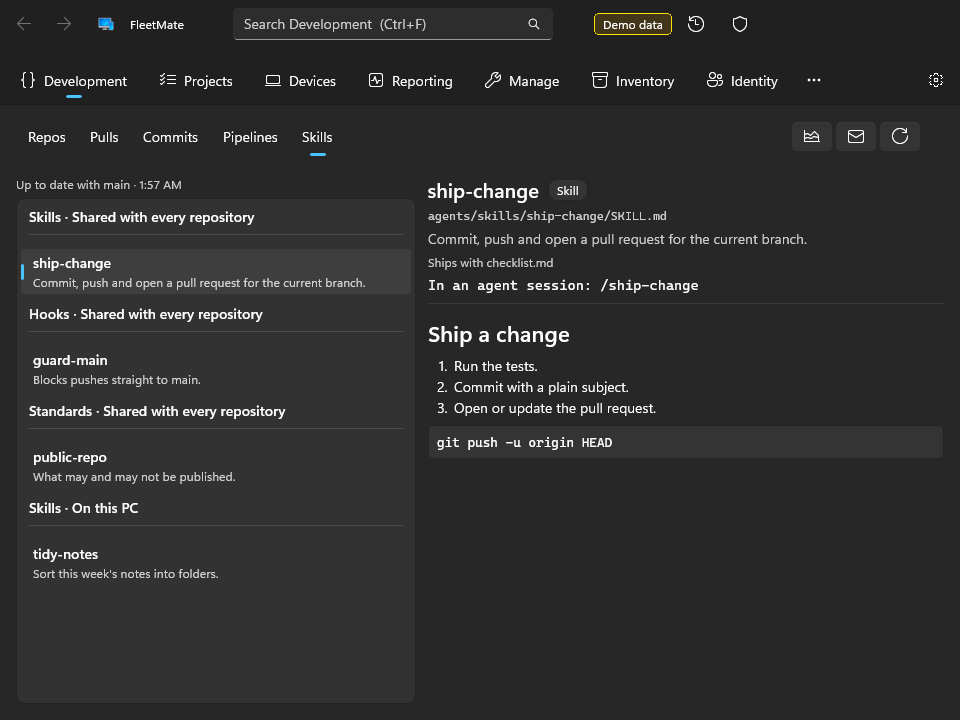 FleetMate
Search Development (Ctrl+F)
Demo data
Development
Projects
Devices
Reporting
Manage
Inventory
Identity
Repos
Pulls
Commits
Pipelines
Skills
Up to date with main · 1:57 AM
Skills · Shared with every repository
ship-change
Commit, push and open a pull request for the current branch.
Hooks · Shared with every repository
guard-main
Blocks pushes straight to main.
Standards · Shared with every repository
public-repo
What may and may not be published.
Skills · On this PC
tidy-notes
Sort this week's notes into folders.
ship-change
Skill
agents/skills/ship-change/SKILL.md
Commit, push and open a pull request for the current branch.
Ships with checklist.md
In an agent session: /ship-change
Ship a change
1. Run the tests.
2. Commit with a plain subject.
3. Open or update the pull request.
git push -u origin HEAD